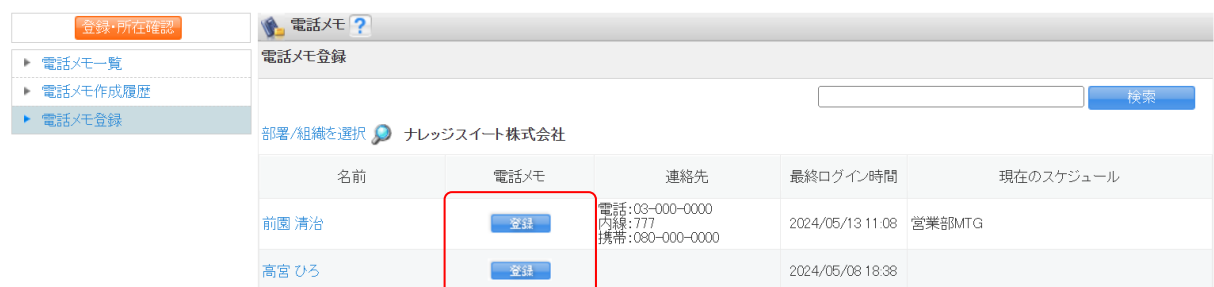 登録・所在確認
電話メモ一覧
電話メモ作成履歴
電話メモ登録
電話メモ ?
電話メモ登録
検索
部署/組織を選択 ナレッジスイート株式会社
名前 電話メモ 連絡先 最終ログイン時間 現在のスケジュール
電話:03-000-0000
前園 清治 登録 内線:777 2024/05/13 11:08 営業部MTG
携帯:080-000-0000
高宮 ひろ 登録 2024/05/08 18:38